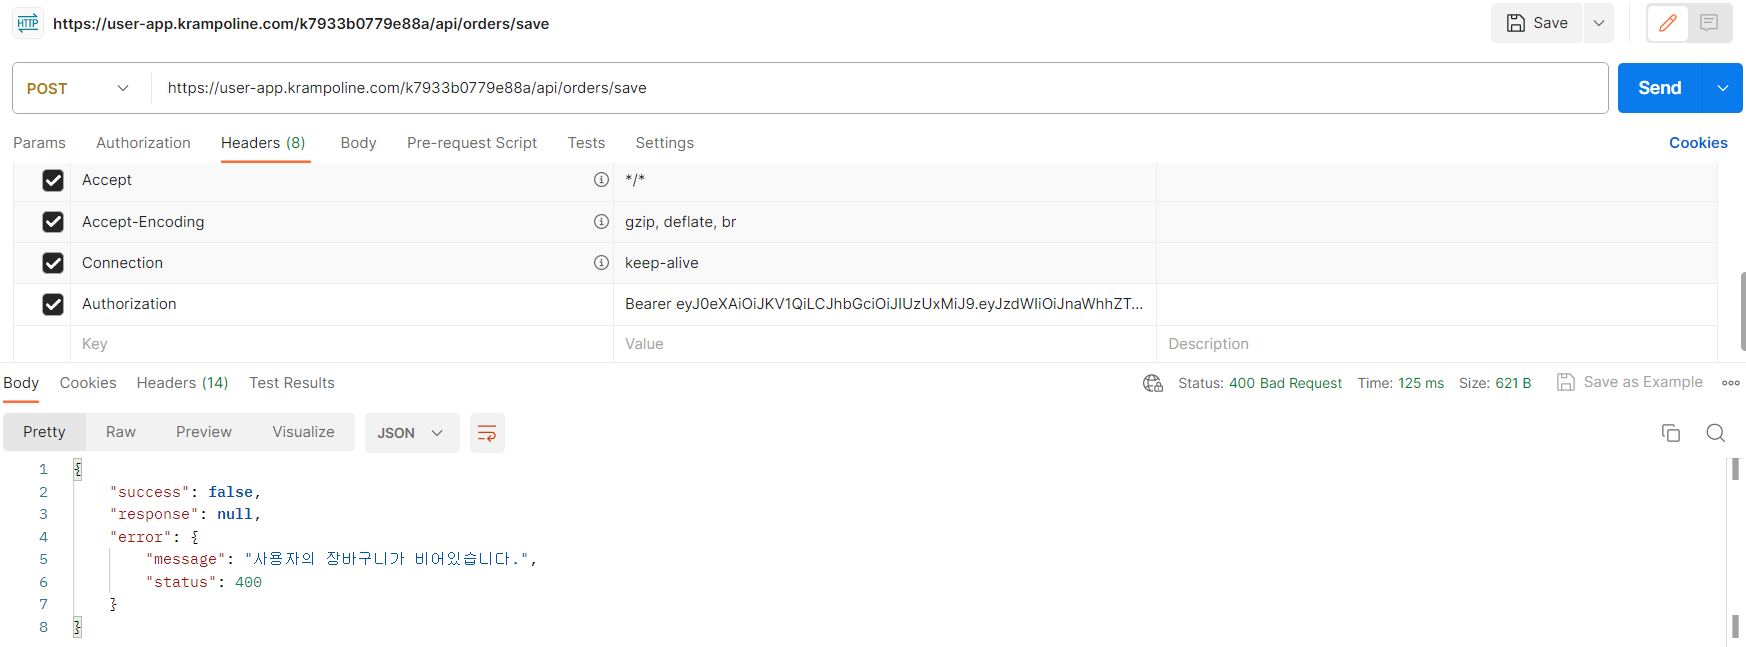 HTTP https://user-app.krampoline.com/k7933b0779e88a/api/orders/save Save
POST https://user-app.krampoline.com/k7933b0779e88a/api/orders/save Send
Params Authorization Headers (8) Body Pre-request Script Tests Settings Cookies
Accept */*
Accept-Encoding gzip, deflate, br
Connection keep-alive
Authorization Bearer eyJ0eXAiOiJKV1QiLCJhbGciOiJIUzUxMiJ9.eyJzdWIiOiJnaWhhZT...
Key Value Description
Body Cookies Headers (14) Test Results Status: 400 Bad Request Time: 125 ms Size: 621 B Save as Example
Pretty Raw Preview Visualize JSON
1 {
2 "success": false,
3 "response": null,
4 "error": {
5 "message": "사용자의 장바구니가 비어있습니다.",
6 "status": 400
7 }
8 }